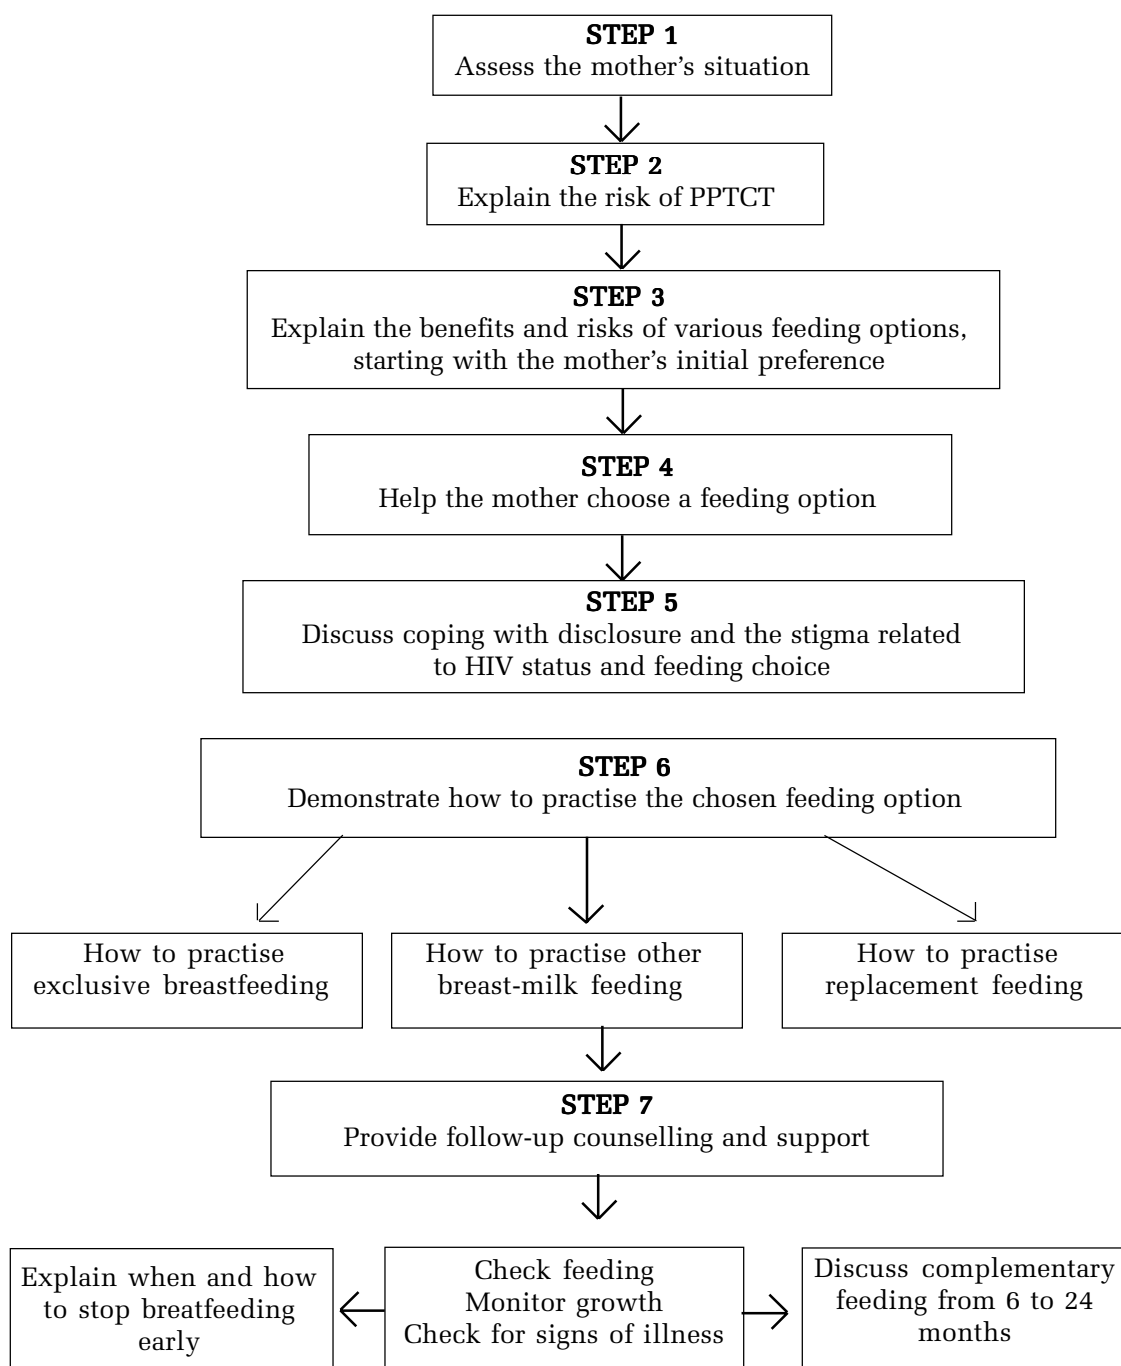 STEP 1
Assess the mother’s situation
STEP 2
Explain the risk of PPTCT
STEP 3
Explain the benefits and risks of various feeding options,
starting with the mother’s initial preference
STEP 4
Help the mother choose a feeding option
STEP 5
Discuss coping with disclosure and the stigma related
to HIV status and feeding choice
STEP 6
Demonstrate how to practise the chosen feeding option
How to practise
exclusive breastfeeding
How to practise other
breast-milk feeding
How to practise
replacement feeding
STEP 7
Provide follow-up counselling and support
Explain when and how
to stop breatfeeding
early
Check feeding
Monitor growth
Check for signs of illness
Discuss complementary
feeding from 6 to 24
months